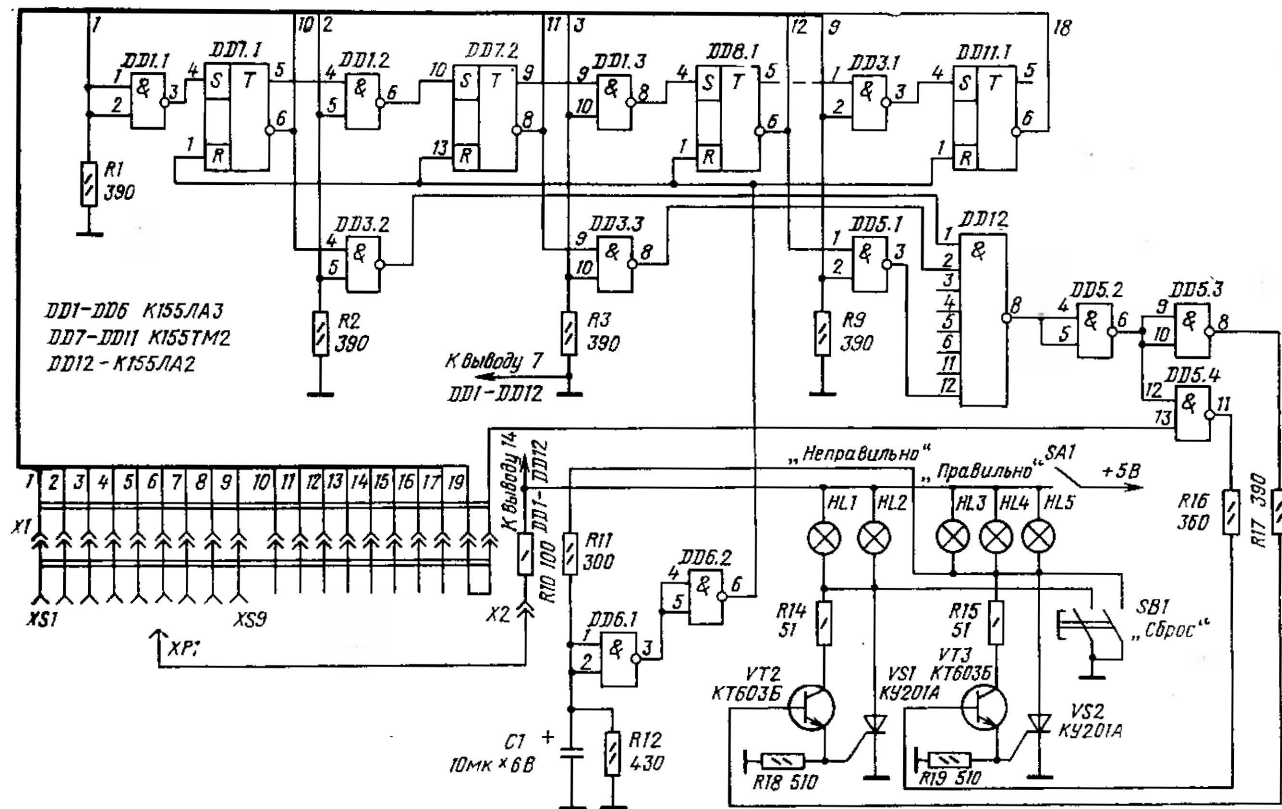 1 10 2 11 3 12 9 18
DD1.1 DD7.1 DD1.2 DD7.2 DD1.3 DD8.1 DD3.1 DD11.1
1 2 & 3 4 S T 5 4 5 & 6 10 S T 9 9 10 & 8 4 S T 5 1 2 & 3 4 S T 5
1 R 6 13 R 8 1 R 6 1 R 6
R1
390
DD3.2 DD3.3 DD5.1 DD12
4 5 & 9 10 & 8 1 2 & 3
1 2 3 4 5 6 11 12 & 8
DD5.2 DD5.3
4 5 & 6 9 10 & 8
DD5.4
12 13 & 11
DD1-DD6 К155ЛА3
DD7-DD11 К155ТМ2
DD12-К155ЛА2
R2
390
R3
390
R9
390
К выводу 7
DD1-DD12
1 2 3 4 5 6 7 8 9 10 11 12 13 14 15 16 17 19
X1
XS1 XS9
XP1
X2
К выводу 14
DD1-DD12
R10 100
R11
300
„Неправильно“
„Правильно“
SA1
+5В
HL1 HL2 HL3 HL4 HL5
R16
360
R17 390
DD6.1
1 2 & 3
DD6.2
4 5 & 6
R14
51
R15
51
SB1
„Сброс“
VT2
КТ603Б
VS1
КУ201А
VT3
КТ603Б
VS2
КУ201А
C1
10мк × 6В
+
R12
430
R18 510
R19 510